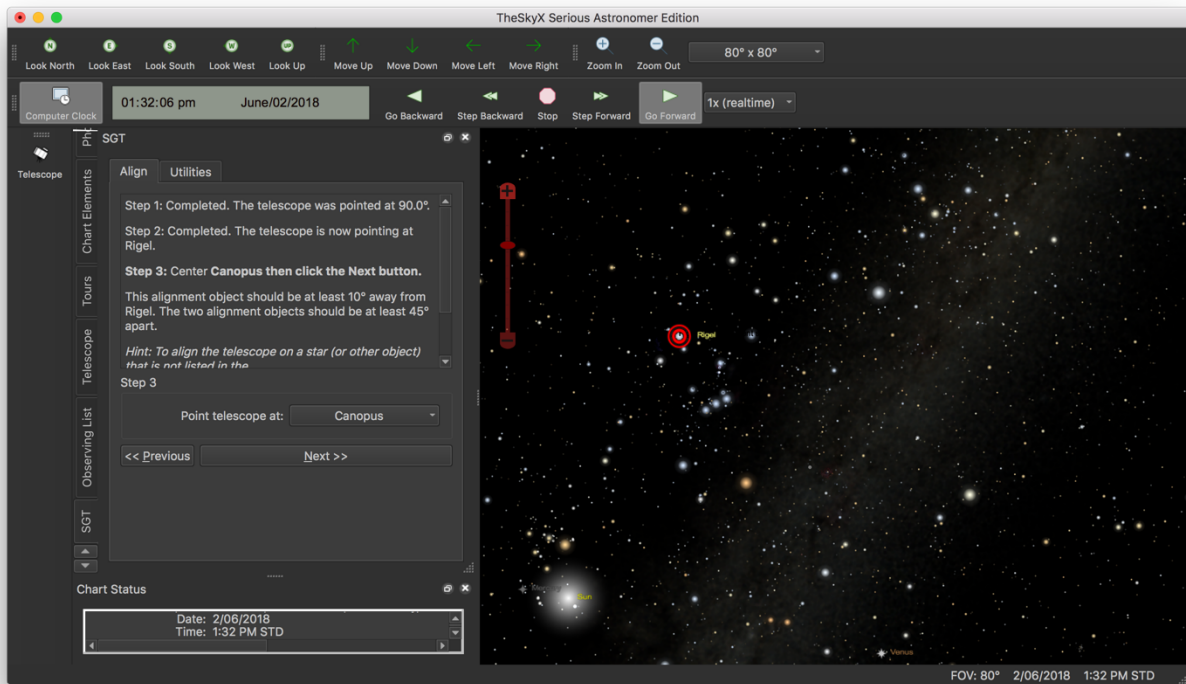 TheSkyX Serious Astronomer Edition
N E S W UP
Look North Look East Look South Look West Look Up Move Up Move Down Move Left Move Right Zoom In Zoom Out 80° x 80°
Computer Clock 01:32:06 pm June/02/2018 Go Backward Step Backward Stop Step Forward Go Forward 1x (realtime)
Telescope
Chart Elements
Tours
Telescope
Observing List
SGT
SGT
Align Utilities
Step 1: Completed. The telescope was pointed at 90.0°.
Step 2: Completed. The telescope is now pointing at
Rigel.
Step 3: Center Canopus then click the Next button.
This alignment object should be at least 10° away from
Rigel. The two alignment objects should be at least 45°
apart.
Hint: To align the telescope on a star (or other object)
that is not listed in the
Step 3
Point telescope at: Canopus
<< Previous Next >>
Chart Status
Date: 2/06/2018
Time: 1:32 PM STD
Rigel
Sun
Venus
FOV: 80° 2/06/2018 1:32 PM STD